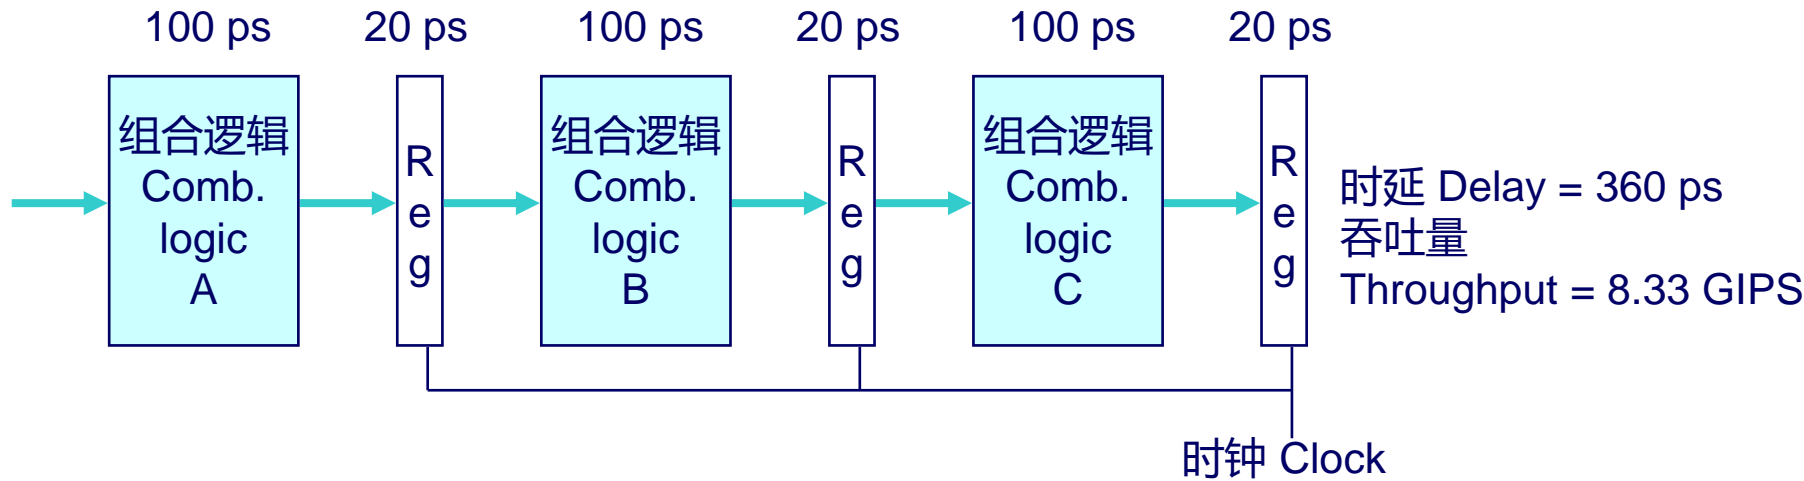 100 ps 20 ps 100 ps 20 ps 100 ps 20 ps
组合逻辑
Comb.
logic
A
R
e
g
组合逻辑
Comb.
logic
B
R
e
g
组合逻辑
Comb.
logic
C
R
e
g
时延 Delay = 360 ps
吞吐量
Throughput = 8.33 GIPS
时钟 Clock